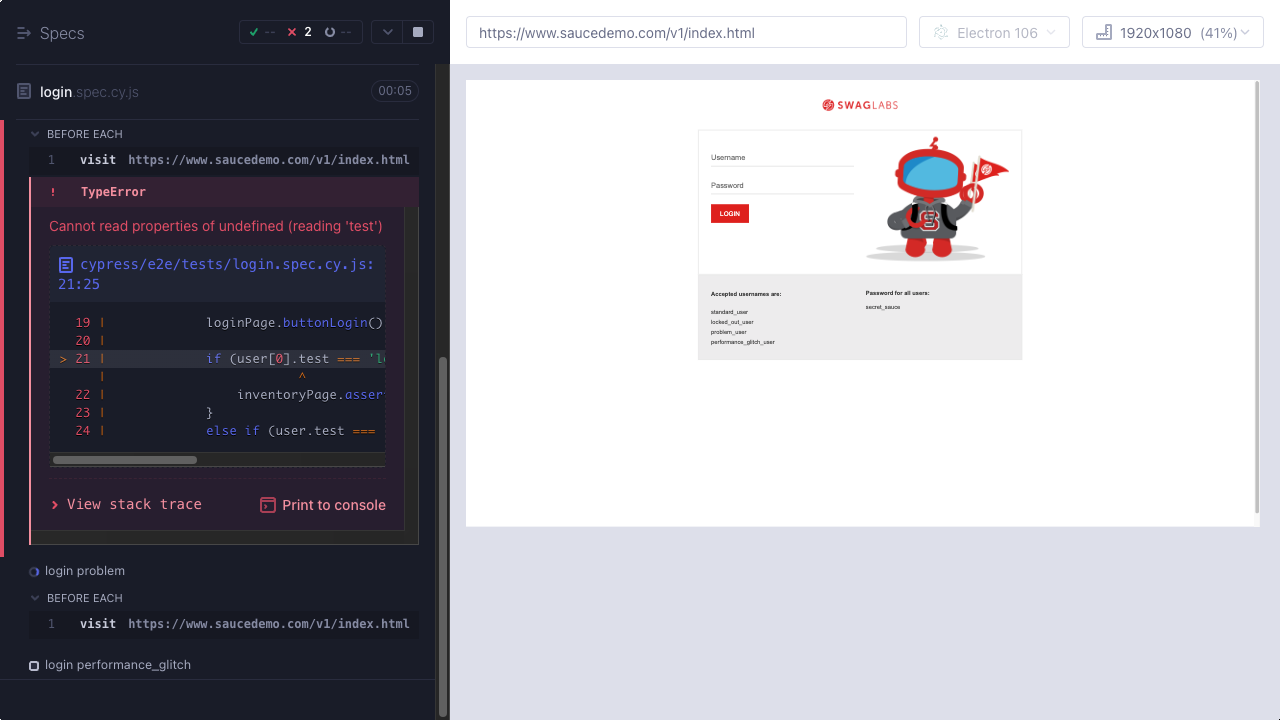 Specs
-- 2 --
https://www.saucedemo.com/v1/index.html
Electron 106
1920x1080 (41%)
login.spec.cy.js
00:05
BEFORE EACH
1 visit https://www.saucedemo.com/v1/index.html
! TypeError
Cannot read properties of undefined (reading 'test')
cypress/e2e/tests/login.spec.cy.js:
21:25
19 | loginPage.buttonLogin()
20 |
> 21 | if (user[0].test === 'l
| ^
22 | inventoryPage.asser
23 | }
24 | else if (user.test ===
> View stack trace
Print to console
login problem
BEFORE EACH
1 visit https://www.saucedemo.com/v1/index.html
login performance_glitch
SWAGLABS
Username
Password
LOGIN
S
Accepted usernames are:
standard_user
locked_out_user
problem_user
performance_glitch_user
Password for all users:
secret_sauce